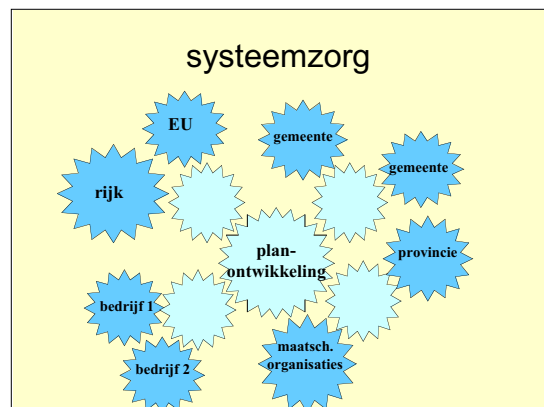 systeemzorg
EU
gemeente
gemeente
rijk
plan-
ontwikkeling
provincie
bedrijf 1
maatsch.
organisaties
bedrijf 2